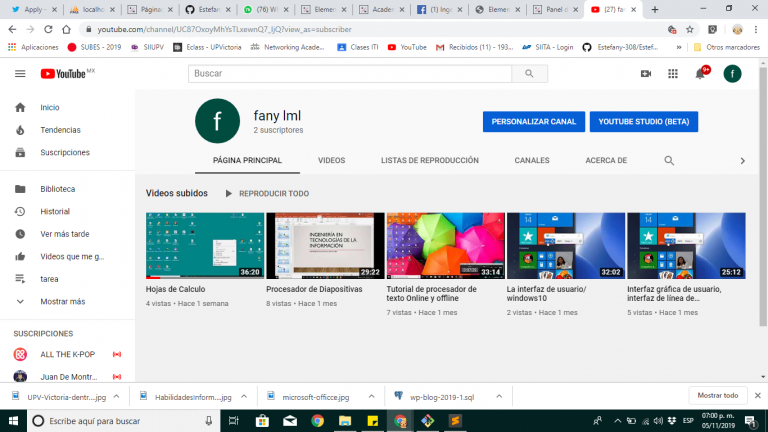 Apply -
localho
Página
Estefan
(76) W
Elemen
Acade
(1) Ing
Elemen
Panel d
(27) fan
youtube.com/channel/UC87OxoyMhYsTLxewnQ7_IjQ?view_as=subscriber
Aplicaciones
SUBES - 2019
SIIUPV
Eclass - UPVictoria
Networking Academ...
Clases ITI
YouTube
Recibidos (11) - 193...
SIITA - Login
Estefany-308/Estef...
Otros marcadores
YouTube MX
Buscar
9+
f
Inicio
Tendencias
Suscripciones
Biblioteca
Historial
Ver más tarde
Videos que me g...
tarea
Mostrar más
SUSCRIPCIONES
ALL THE K-POP
Juan De Montr...
f
fany lml
2 suscriptores
PERSONALIZAR CANAL
YOUTUBE STUDIO (BETA)
PÁGINA PRINCIPAL
VIDEOS
LISTAS DE REPRODUCCIÓN
CANALES
ACERCA DE
Videos subidos
REPRODUCIR TODO
36:20
INGENIERÍA EN
TECNOLOGÍAS DE LA
INFORMACIÓN
29:22
33:14
32:02
25:12
Hojas de Calculo
4 vistas • Hace 1 semana
Procesador de Diapositivas
8 vistas • Hace 1 mes
Tutorial de procesador de
texto Online y offline
7 vistas • Hace 1 mes
La interfaz de usuario/
windows10
2 vistas • Hace 1 mes
Interfaz gráfica de usuario,
interfaz de línea de...
5 vistas • Hace 1 mes
UPV-Victoria-dentr....jpg
HabilidadesInform....jpg
microsoft-officce.jpg
wp-blog-2019-1.sql
Mostrar todo
Escribe aquí para buscar
ESP
07:00 p. m.
05/11/2019